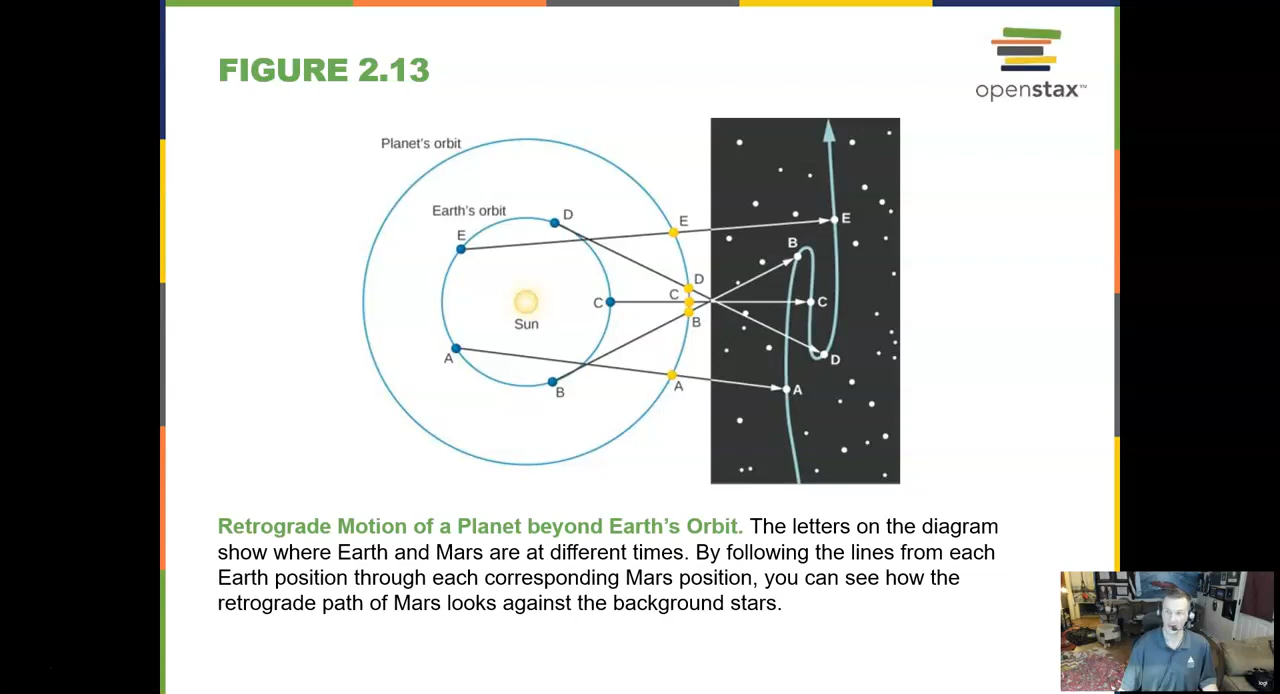 FIGURE 2.13
openstax™
Planet's orbit
Earth's orbit
D
E
E
E
B
D
C
C
C
Sun
B
A
D
A
A
B
Retrograde Motion of a Planet beyond Earth's Orbit. The letters on the diagram
show where Earth and Mars are at different times. By following the lines from each
Earth position through each corresponding Mars position, you can see how the
retrograde path of Mars looks against the background stars.
logi